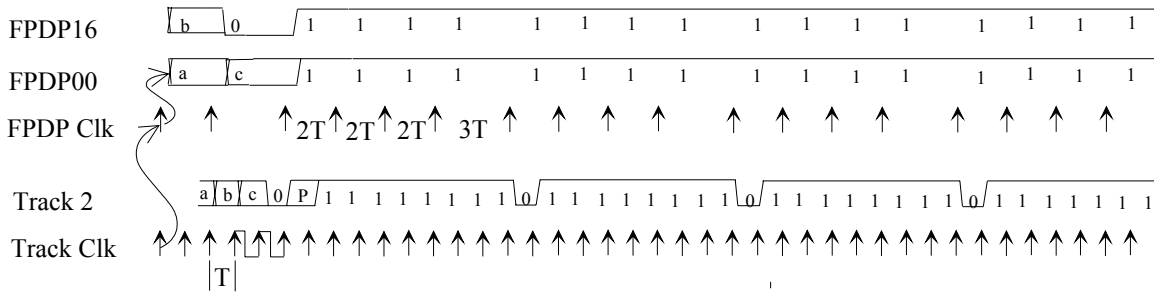 FPDP16 b 0 1 1 1 1 1 1 1 1 1 1 1 1 1 1 1 1
FPDP00 a c 1 1 1 1 1 1 1 1 1 1 1 1 1 1 1 1
FPDP Clk 2T 2T 2T 3T
Track 2 a b c 0 P 1 1 1 1 1 1 1 1 0 1 1 1 1 1 1 1 1 0 1 1 1 1 1 1 1 1 0 1 1 1 1 1 1 1
Track Clk
T